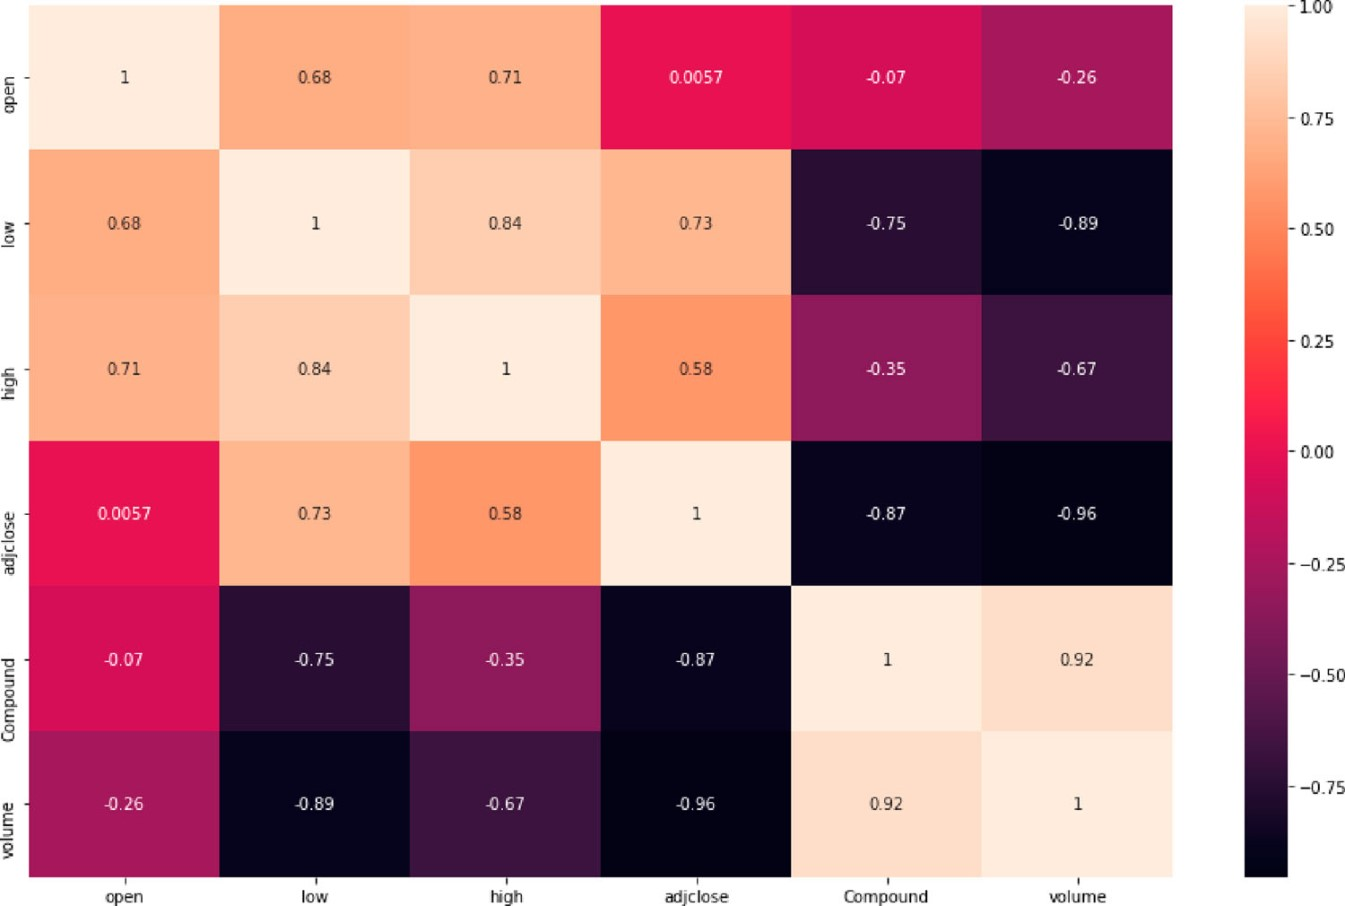 open 1 0.68 0.71 0.0057 -0.07 -0.26
low 0.68 1 0.84 0.73 -0.75 -0.89
high 0.71 0.84 1 0.58 -0.35 -0.67
adjclose 0.0057 0.73 0.58 1 -0.87 -0.96
Compound -0.07 -0.75 -0.35 -0.87 1 0.92
volume -0.26 -0.89 -0.67 -0.96 0.92 1
open low high adjclose Compound volume
1.00
0.75
0.50
0.25
0.00
−0.25
−0.50
−0.75